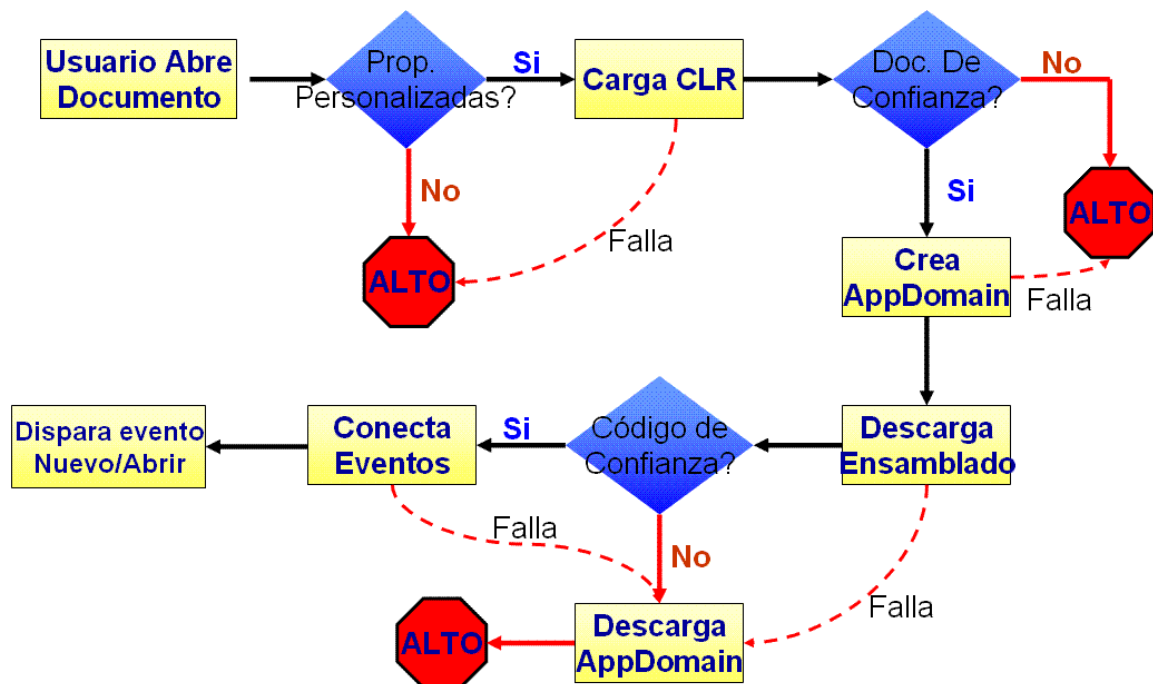 Usuario Abre
Documento
Prop.
Personalizadas?
Si
Carga CLR
Doc. De
Confianza?
No
No
Si
ALTO
Falla
ALTO
Crea
AppDomain
Falla
Dispara evento
Nuevo/Abrir
Conecta
Eventos
Si
Código de
Confianza?
Descarga
Ensamblado
Falla
No
Falla
ALTO
Descarga
AppDomain